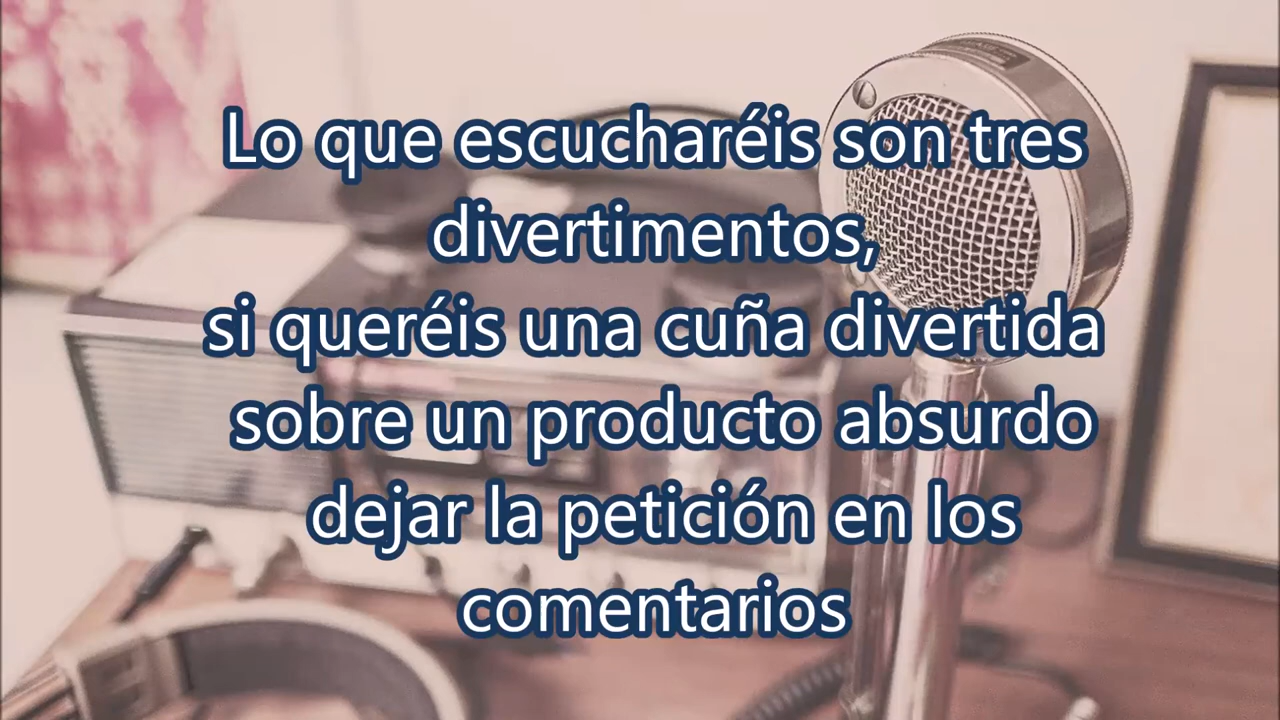 Lo que escucharéis son tres
divertimentos,
si queréis una cuña divertida
sobre un producto absurdo
dejar la petición en los
comentarios